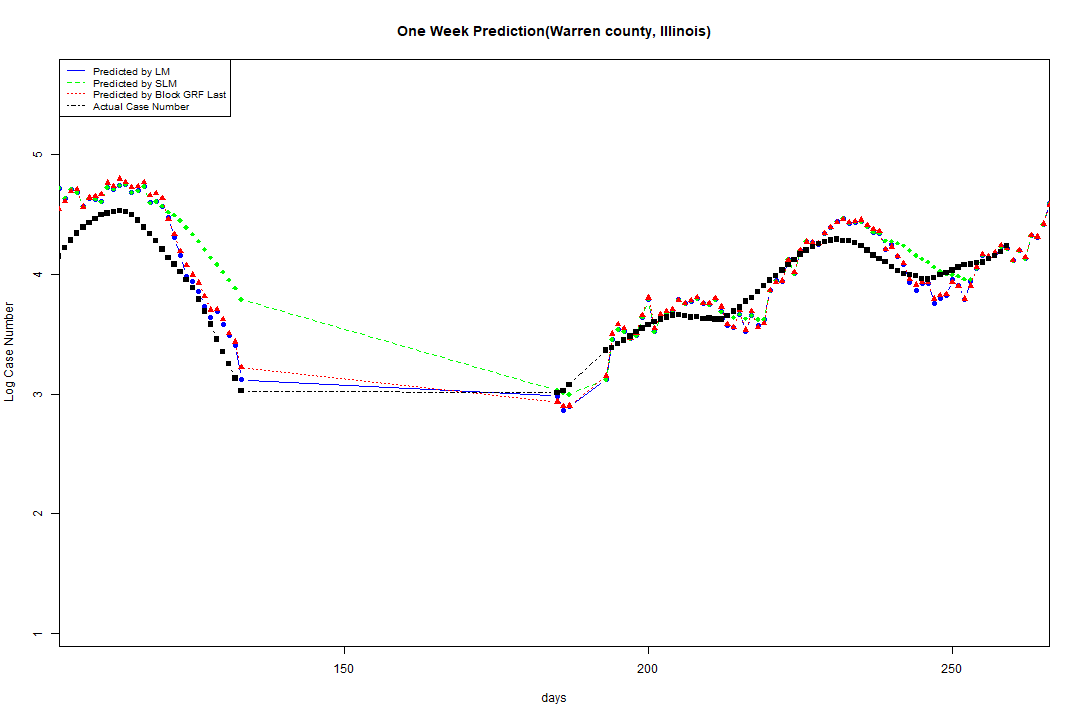 One Week Prediction(Warren county, Illinois)
Predicted by LM
Predicted by SLM
Predicted by Block GRF Last
Actual Case Number
5
4
3
2
1
Log Case Number
150
200
250
days